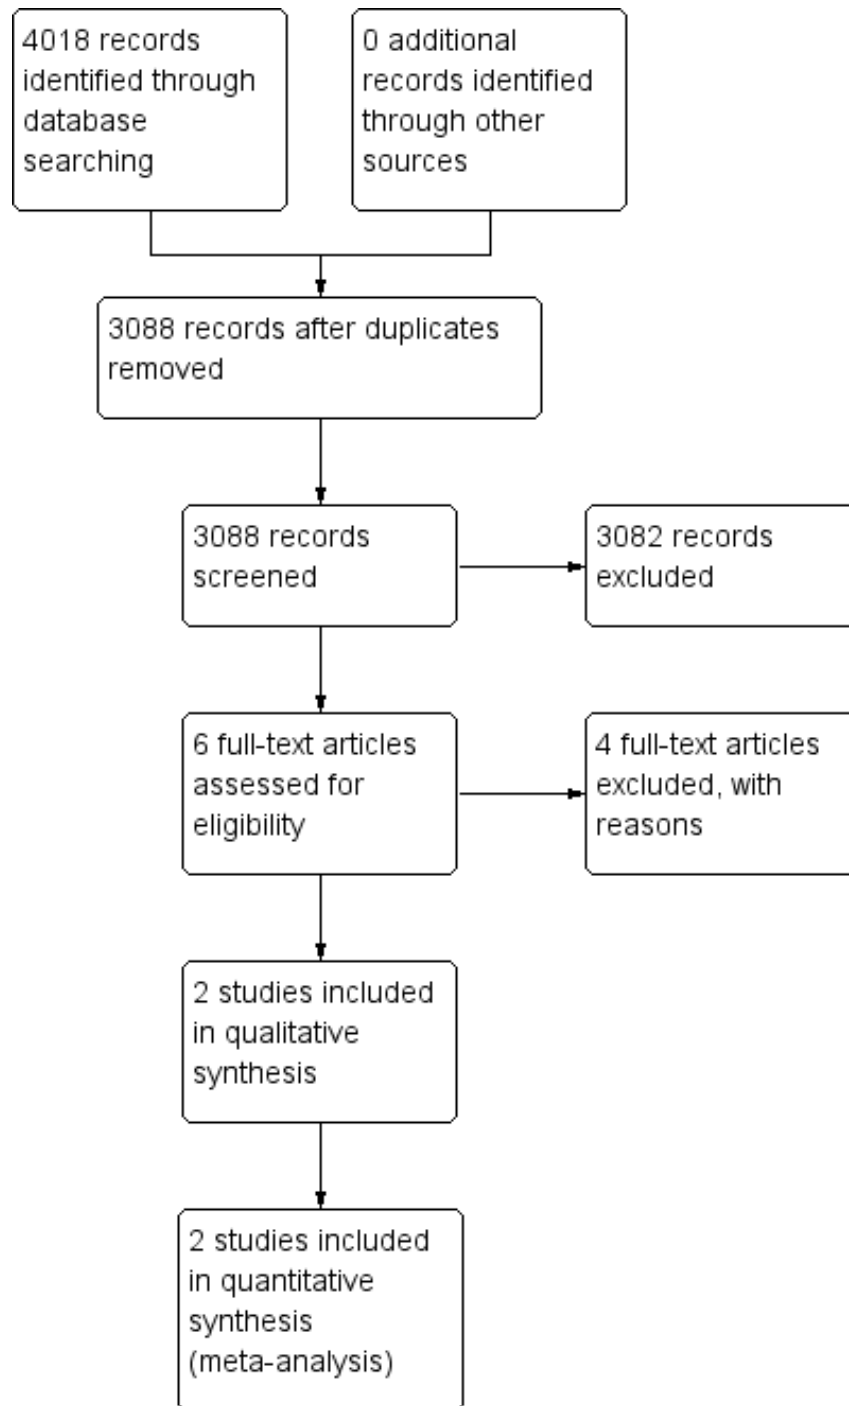 4018 records
identified through
database
searching
0 additional
records identified
through other
sources
3088 records after duplicates
removed
3088 records
screened
3082 records
excluded
6 full-text articles
assessed for
eligibility
4 full-text articles
excluded, with
reasons
2 studies included
in qualitative
synthesis
2 studies included
in quantitative
synthesis
(meta-analysis)